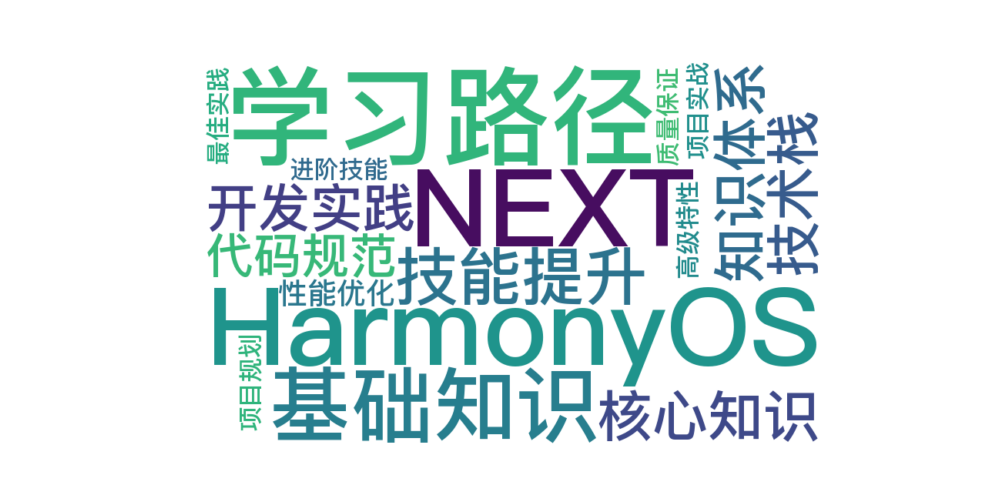 最佳实践
学习路径
质量保证
项目实战
知识体系
技术栈
进阶技能
开发实践
NEXT
高级特性
代码规范
技能提升
性能优化
HarmonyOS
项目规划
基础知识
核心知识